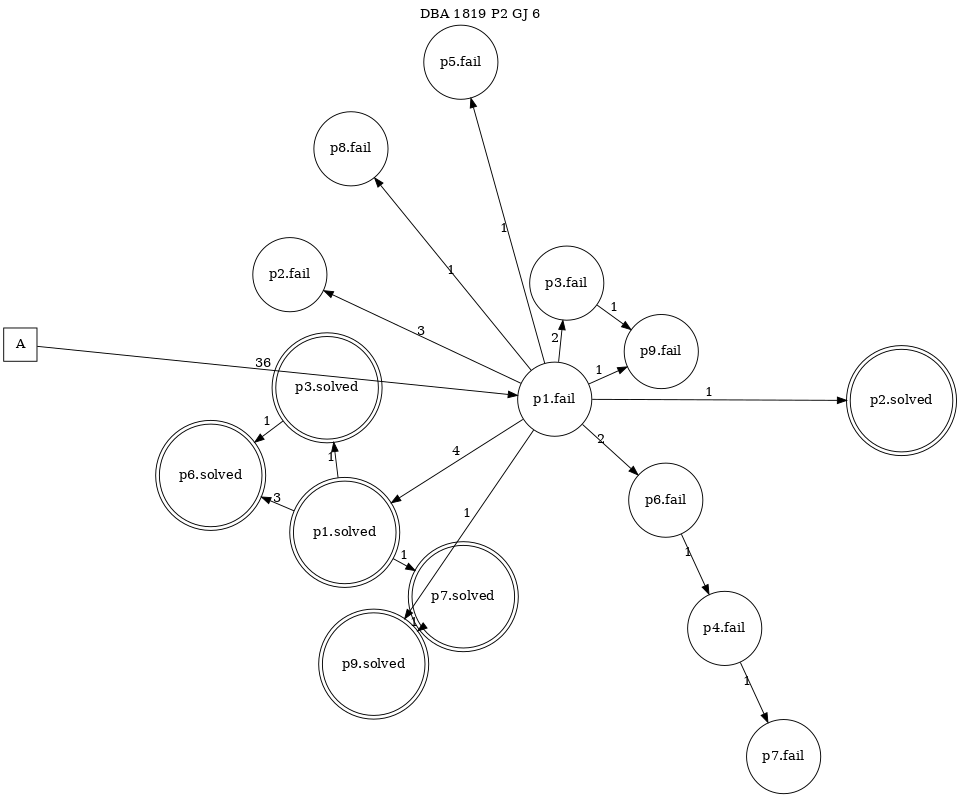 DBA 1819 P2 GJ 6
p5.fail
p8.fail
1
1
p2.fail
p3.fail
1
3
2
A
p9.fail
36
1
p3.solved
p1.fail
1
p2.solved
1
4
2
1
p6.solved
3
1
p6.fail
p1.solved
1
1
p7.solved
1
p4.fail
p9.solved
1
p7.fail